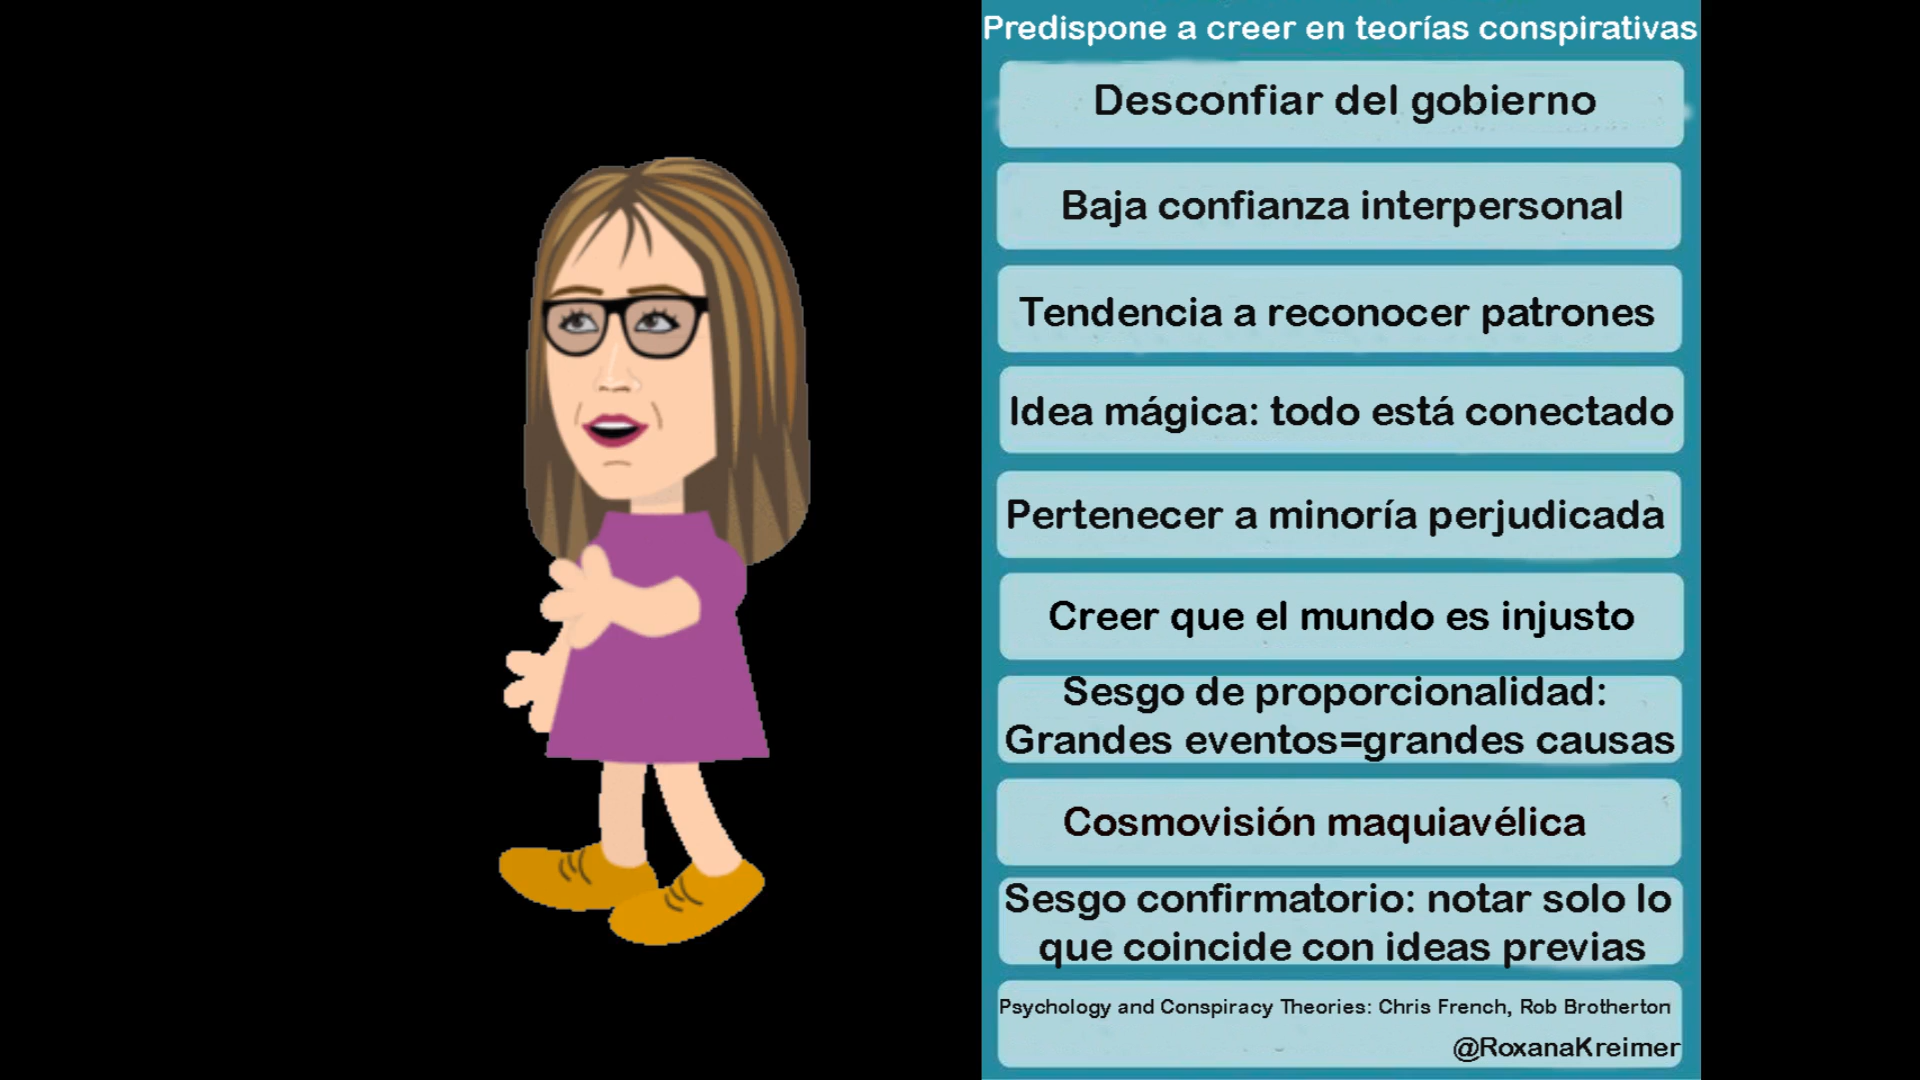 Predispone a creer en teorías conspirativas
Desconfiar del gobierno
Baja confianza interpersonal
Tendencia a reconocer patrones
Idea mágica: todo está conectado
Pertenecer a minoría perjudicada
Creer que el mundo es injusto
Sesgo de proporcionalidad:
Grandes eventos=grandes causas
Cosmovisión maquiavélica
Sesgo confirmatorio: notar solo lo
que coincide con ideas previas
Psychology and Conspiracy Theories: Chris French, Rob Brotherton
@RoxanaKreimer